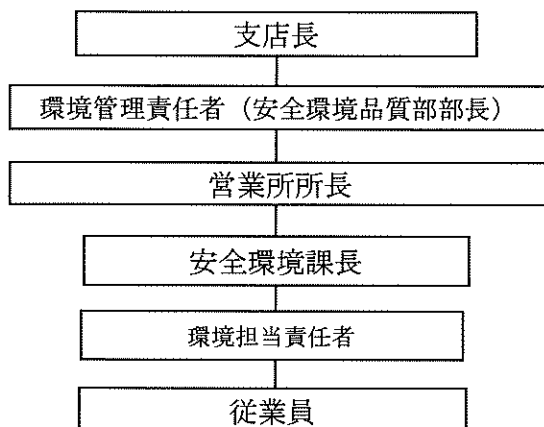 支店長
環境管理責任者（安全環境品質部部長）
営業所所長
安全環境課長
環境担当責任者
従業員